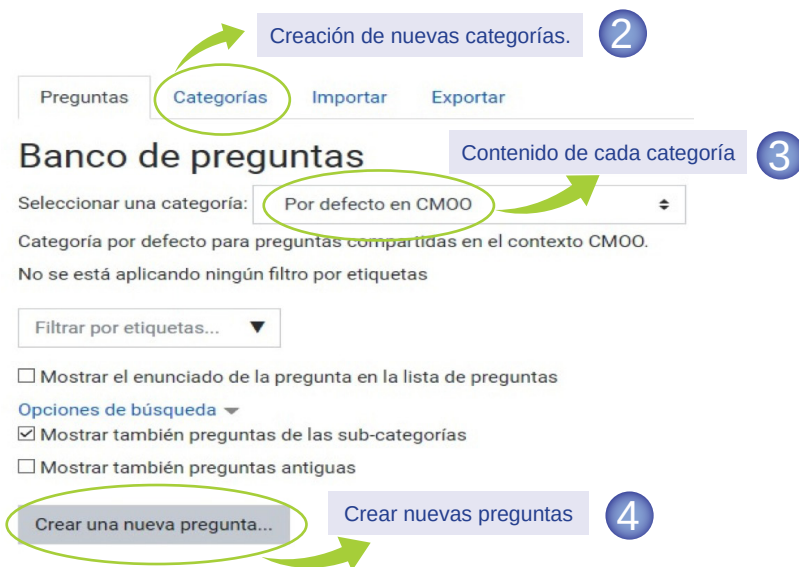 Creación de nuevas categorías.
2
Preguntas Categorías Importar Exportar
Banco de preguntas
Contenido de cada categoría
3
Seleccionar una categoría: Por defecto en CMOO
Categoría por defecto para preguntas compartidas en el contexto CMOO.
No se está aplicando ningún filtro por etiquetas
Filtrar por etiquetas... ▼
Mostrar el enunciado de la pregunta en la lista de preguntas
Opciones de búsqueda
Mostrar también preguntas de las sub-categorías
Mostrar también preguntas antiguas
Crear una nueva pregunta...
Crear nuevas preguntas
4